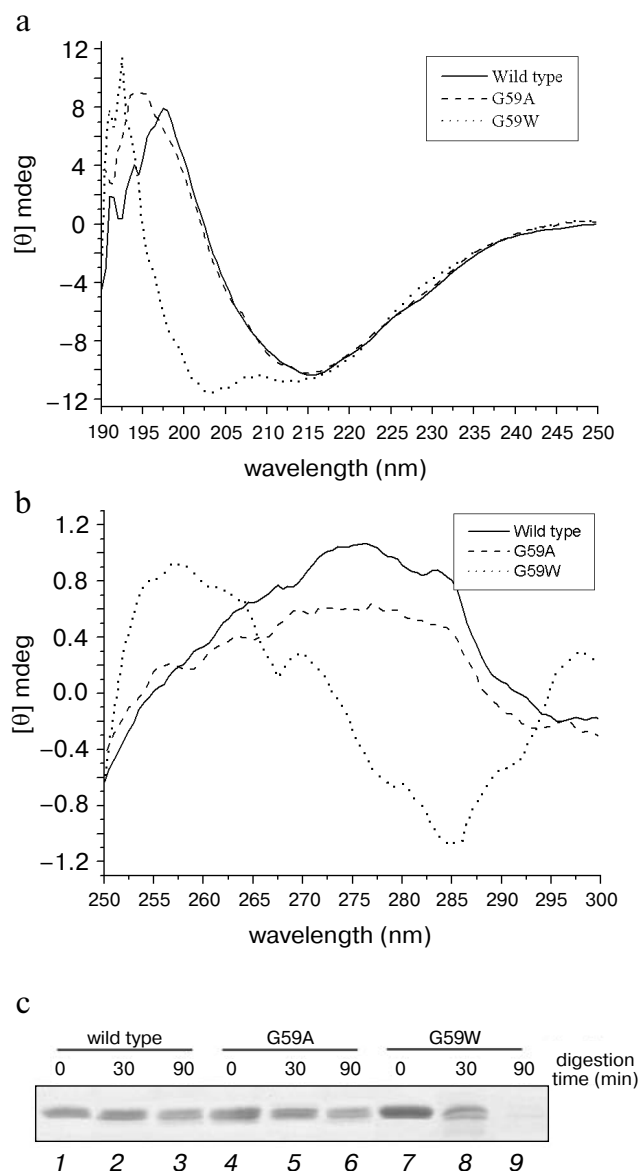 a
[θ] mdeg
12
8
4
0
−4
−8
−12
Wild type
G59A
G59W
190 195 200 205 210 215 220 225 230 235 240 245 250
wavelength (nm)
b
[θ] mdeg
1.2
0.8
0.4
0.0
−0.4
−0.8
−1.2
Wild type
G59A
G59W
250 255 260 265 270 275 280 285 290 295 300
wavelength (nm)
c
wild type G59A G59W
0 30 90 0 30 90 0 30 90 digestion
time (min)
1 2 3 4 5 6 7 8 9